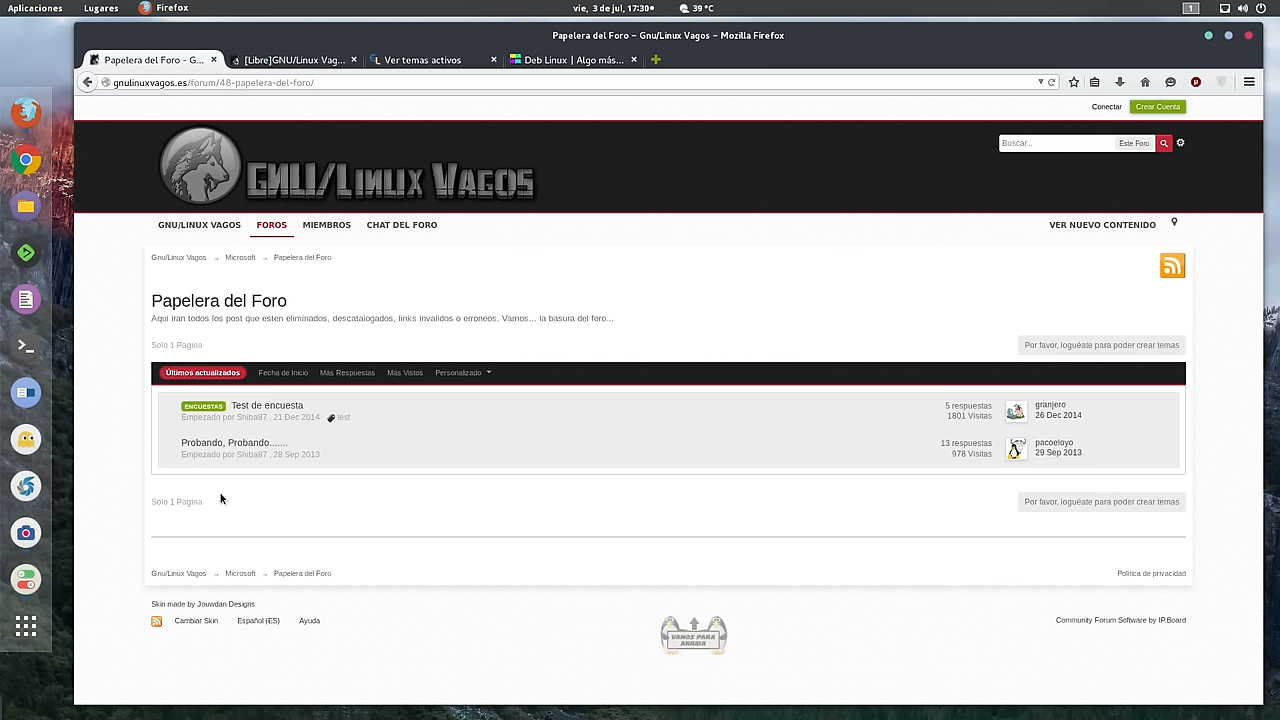 Aplicaciones Lugares Firefox vie, 3 de jul, 17:30 39 °C 1
Papelera del Foro - Gnu/Linux Vagos - Mozilla Firefox
Papelera del Foro - G... [Libre]GNU/Linux Vag... Ver temas activos Deb Linux | Algo más...
gnulinuxvagos.es/forum/48-papelera-del-foro/
Conectar Crear Cuenta
GNU/Linux Vagos
Buscar... Este Foro
GNU/LINUX VAGOS FOROS MIEMBROS CHAT DEL FORO VER NUEVO CONTENIDO
Gnu/Linux Vagos → Microsoft → Papelera del Foro
Papelera del Foro
Aqui iran todos los post que esten eliminados, descatalogados, links invalidos o erroneos. Vamos... la basura del foro...
Solo 1 Pagina Por favor, loguéate para poder crear temas
Últimos actualizados Fecha de Inicio Más Respuestas Más Vistos Personalizado
ENCUESTAS Test de encuesta 5 respuestas granjero
Empezado por Shiba87 , 21 Dec 2014 test 1801 Visitas 26 Dec 2014
Probando, Probando....... 13 respuestas pacoeloyo
Empezado por Shiba87 , 28 Sep 2013 978 Visitas 29 Sep 2013
Solo 1 Pagina Por favor, loguéate para poder crear temas
Gnu/Linux Vagos → Microsoft → Papelera del Foro Política de privacidad
Skin made by Jouwdan Designs
Cambiar Skin Español (ES) Ayuda Community Forum Software by IP.Board
VAMOS PARA
ARRIBA